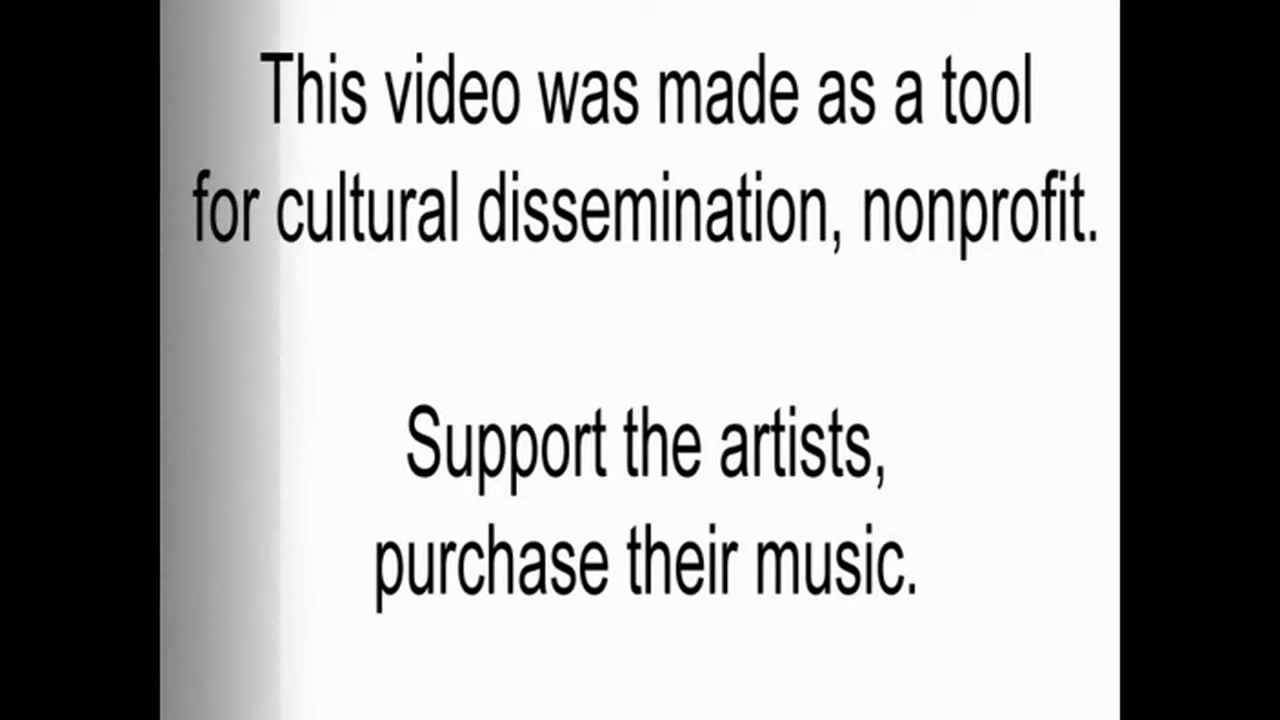 This video was made as a tool
for cultural dissemination, nonprofit.
Support the artists,
purchase their music.